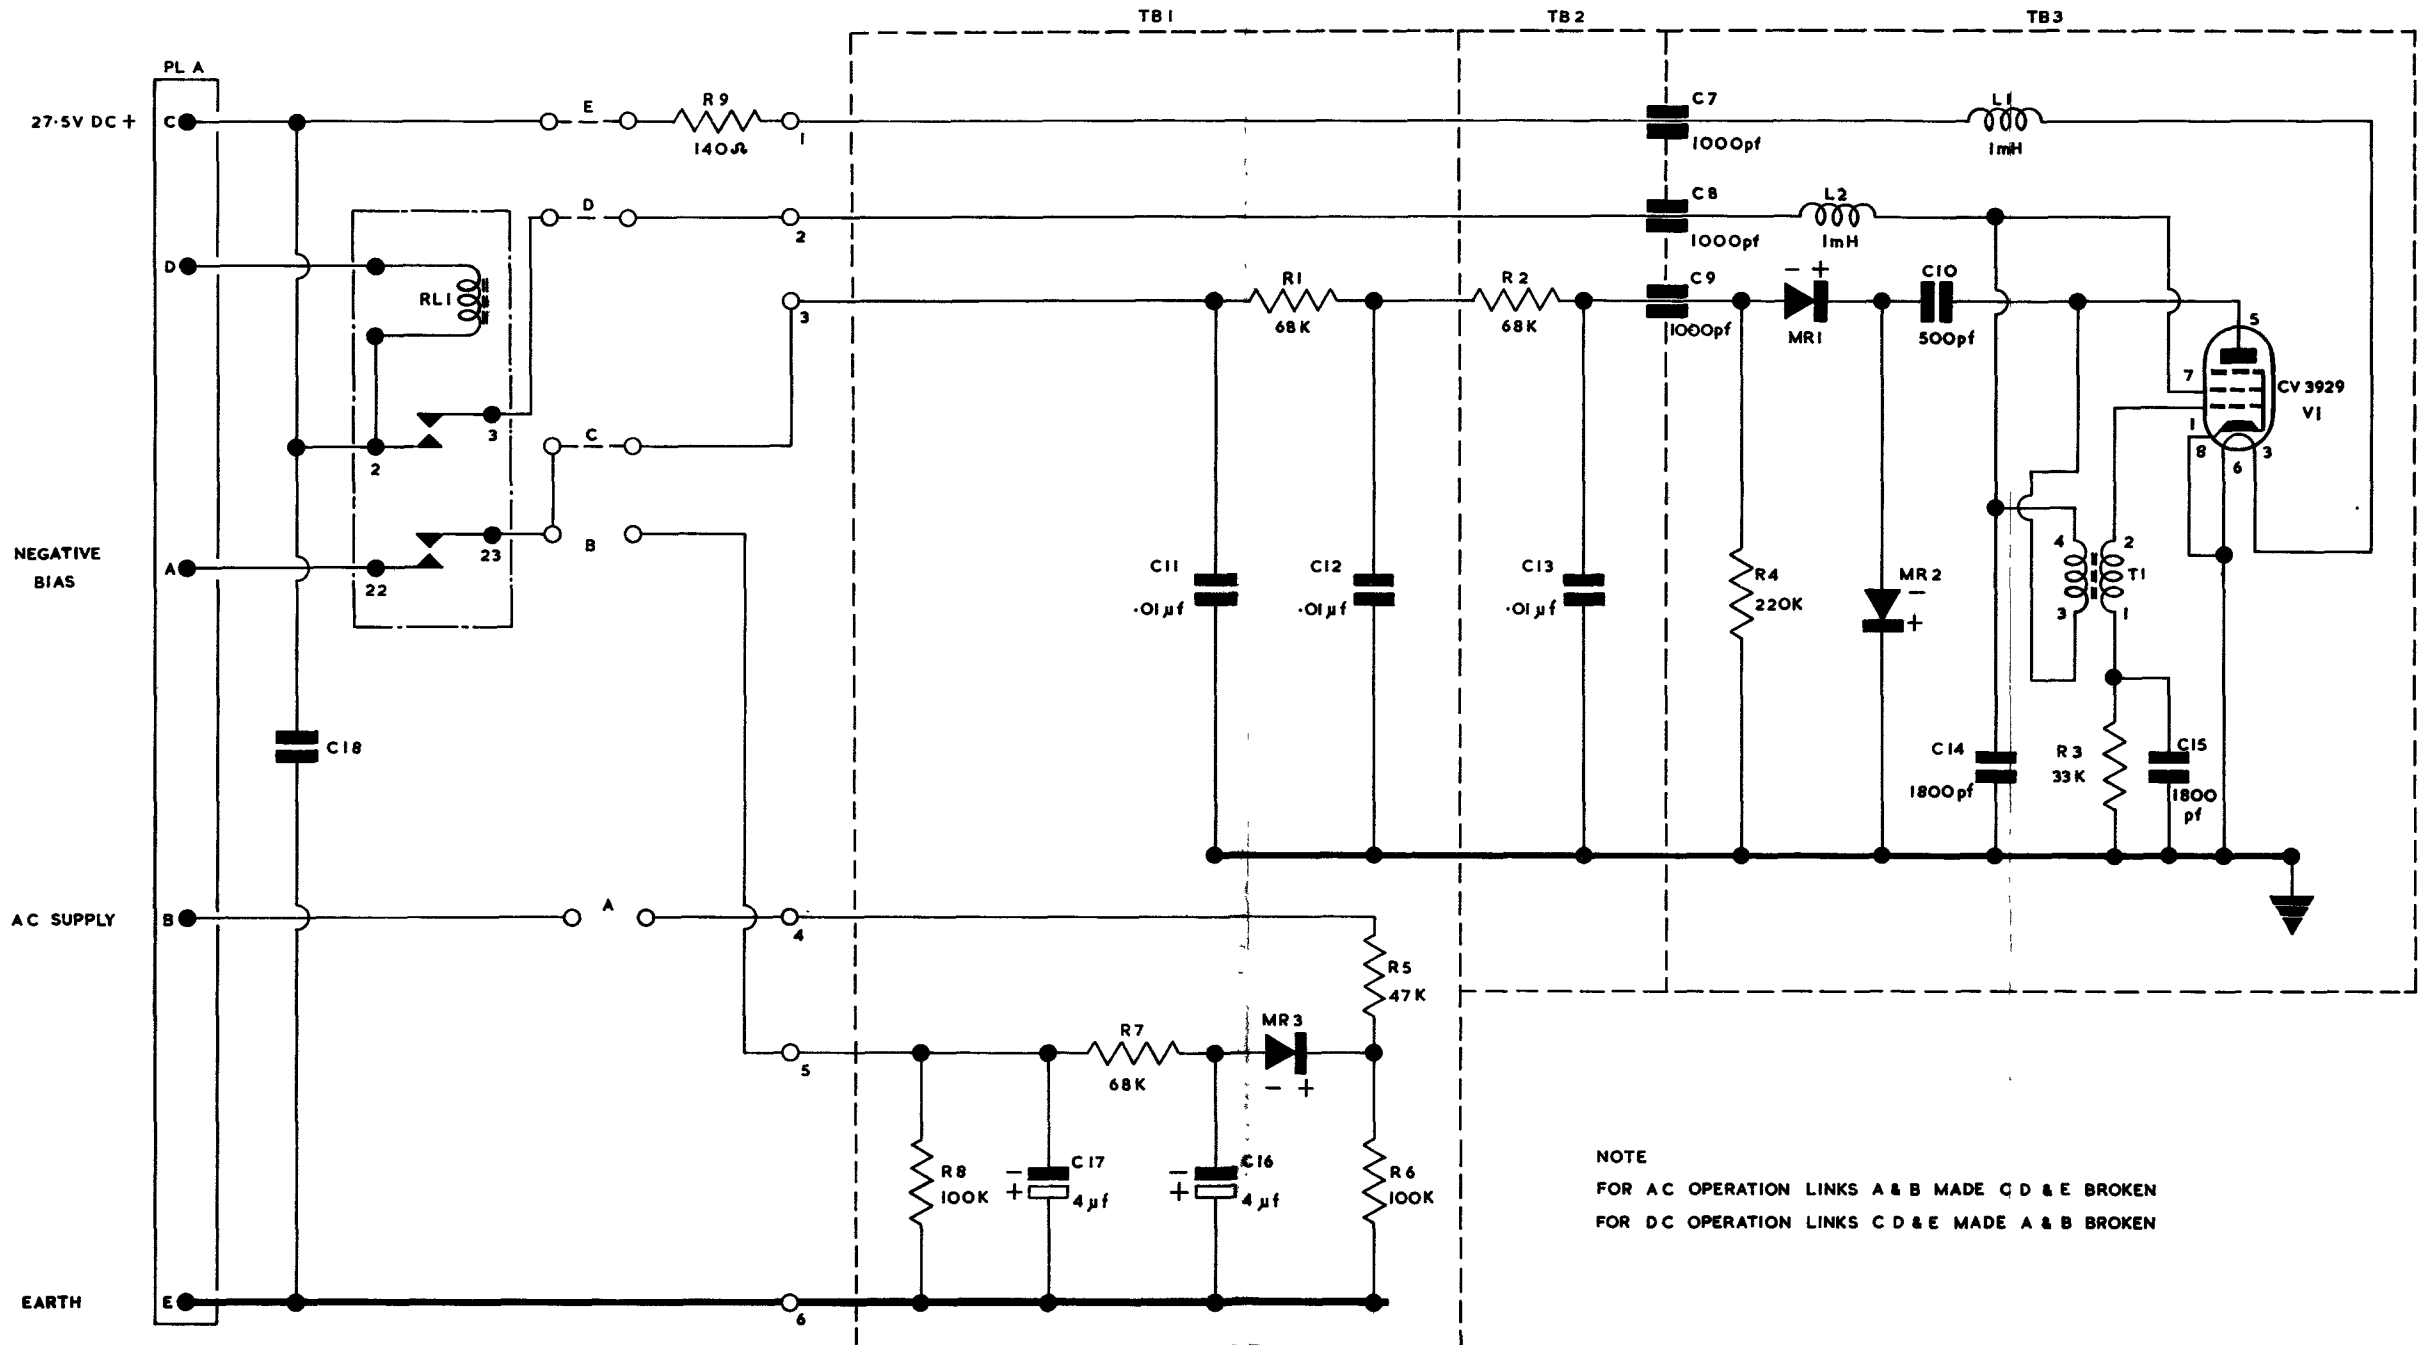 TB1
TB2
TB3
PL A
27·5V DC +
C
E
R9
140Ω
1
C7
1000pf
L1
1mH
D
2
C8
1000pf
L2
1mH
D
RL1
3
R1
68K
R2
68K
C9
1000pf
- +
MR1
C10
500pf
5
7
CV 3929
V1
1
8
6
3
2
3
C
NEGATIVE
BIAS
A
22
23
B
C11
·01µf
C12
·01µf
C13
·01µf
R4
220K
MR2
-
+
4
2
T1
3
1
C18
C14
1800pf
R3
33K
C15
1800
pf
AC SUPPLY
B
A
4
R5
47K
5
R7
68K
MR3
- +
R8
100K
-
+
C17
4µf
-
+
C16
4µf
R6
100K
NOTE
FOR AC OPERATION LINKS A & B MADE C D & E BROKEN
FOR DC OPERATION LINKS C D & E MADE A & B BROKEN
EARTH
E
6